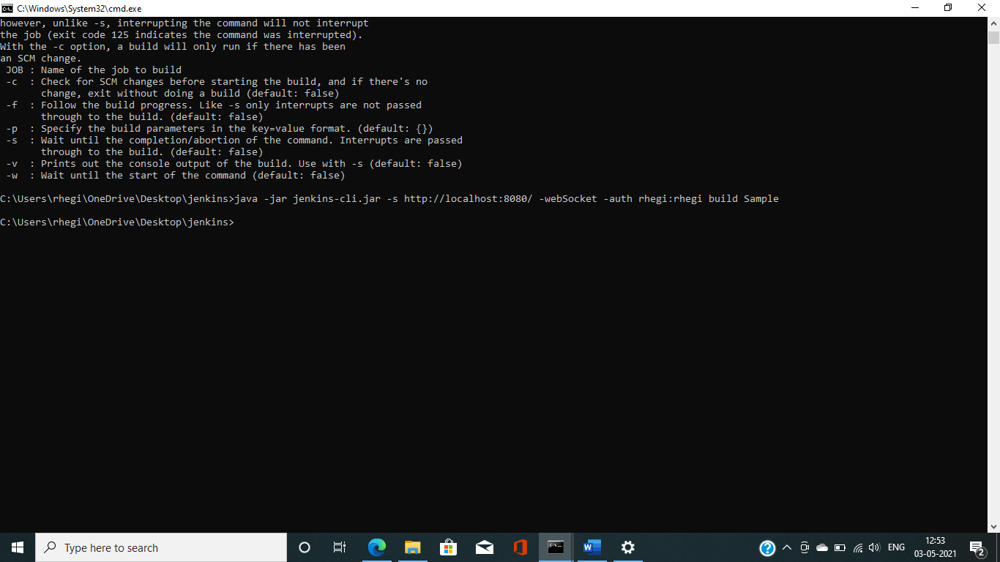 C:\Windows\System32\cmd.exe
however, unlike -s, interrupting the command will not interrupt
the job (exit code 125 indicates the command was interrupted).
With the -c option, a build will only run if there has been
an SCM change.
 JOB : Name of the job to build
 -c  : Check for SCM changes before starting the build, and if there's no
       change, exit without doing a build (default: false)
 -f  : Follow the build progress. Like -s only interrupts are not passed
       through to the build. (default: false)
 -p  : Specify the build parameters in the key=value format. (default: {})
 -s  : Wait until the completion/abortion of the command. Interrupts are passed
       through to the build. (default: false)
 -v  : Prints out the console output of the build. Use with -s (default: false)
 -w  : Wait until the start of the command (default: false)
C:\Users\rhegi\OneDrive\Desktop\jenkins>java -jar jenkins-cli.jar -s http://localhost:8080/ -webSocket -auth rhegi:rhegi build Sample
C:\Users\rhegi\OneDrive\Desktop\jenkins>
Type here to search
ENG
12:53
03-05-2021
2